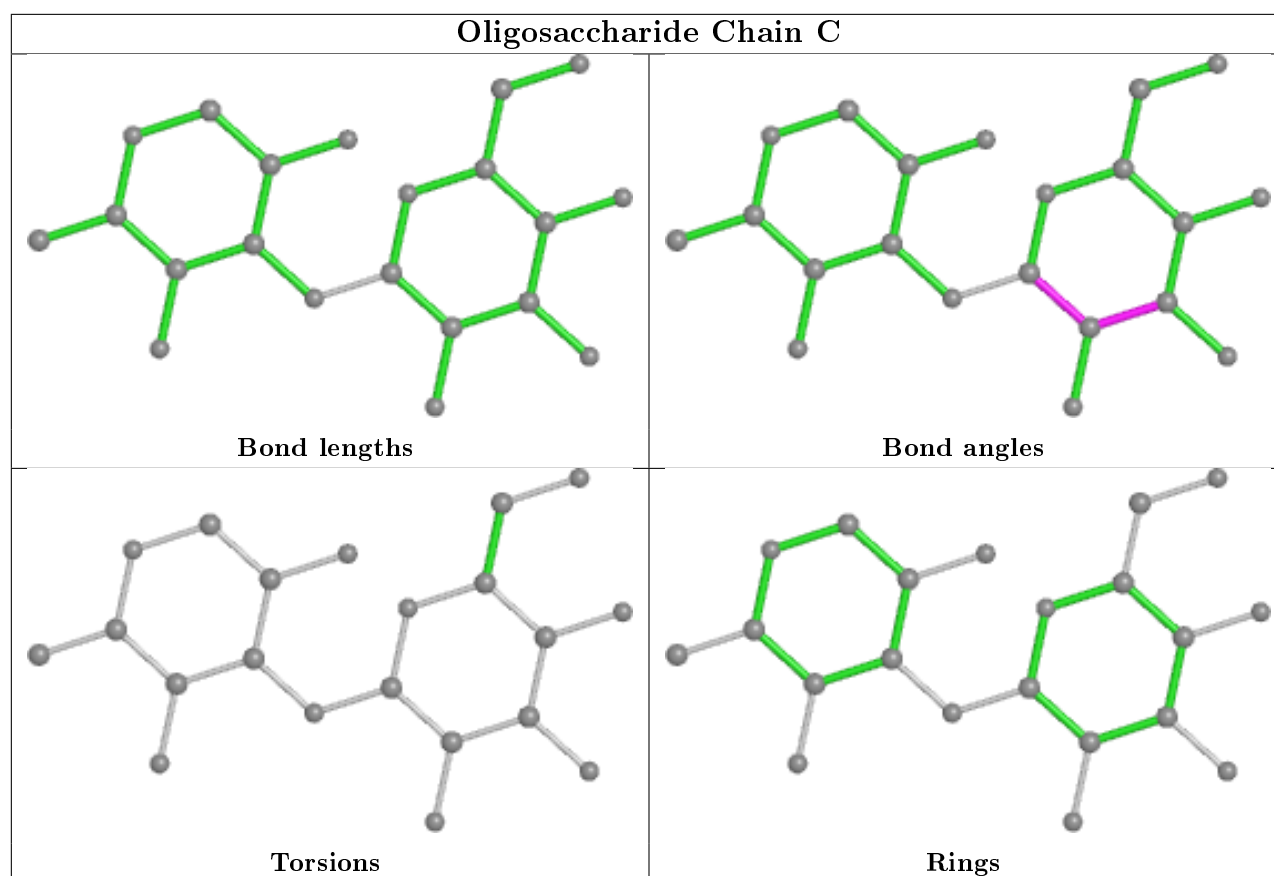 Oligosaccharide Chain C
Bond lengths
Bond angles
Torsions
Rings